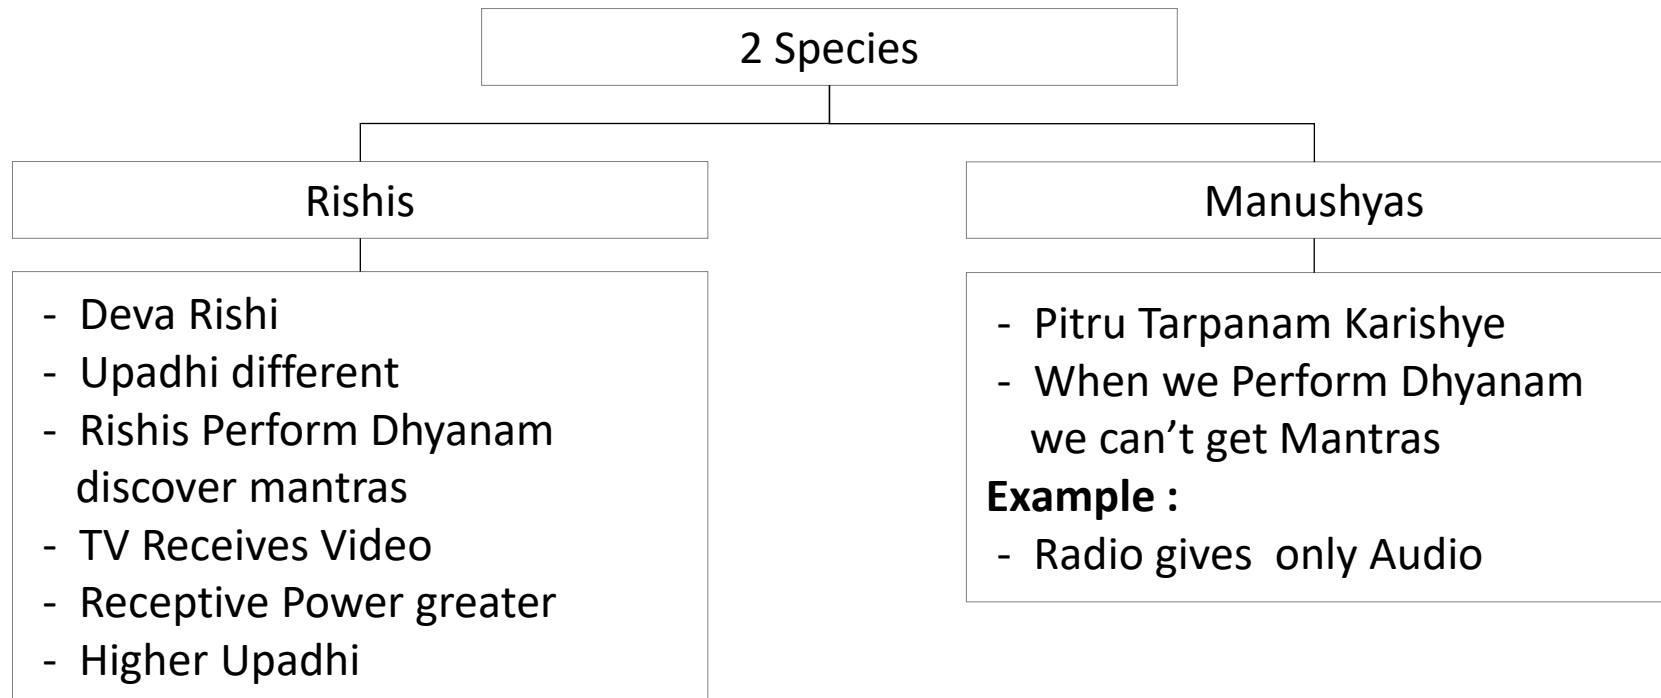 2 Species
Rishis
- Deva Rishi
- Upadhi different
- Rishis Perform Dhyanam
discover mantras
- TV Receives Video
- Receptive Power greater
- Higher Upadhi
Manushyas
- Pitru Tarpanam Karishye
- When we Perform Dhyanam
we can’t get Mantras
Example :
- Radio gives only Audio